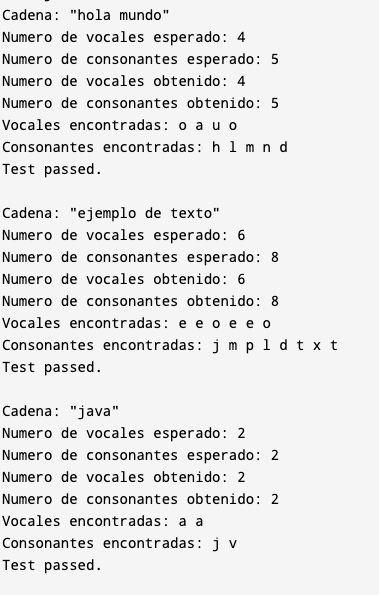 Cadena: "hola mundo"
Numero de vocales esperado: 4
Numero de consonantes esperado: 5
Numero de vocales obtenido: 4
Numero de consonantes obtenido: 5
Vocales encontradas: o a u o
Consonantes encontradas: h l m n d
Test passed.
Cadena: "ejemplo de texto"
Numero de vocales esperado: 6
Numero de consonantes esperado: 8
Numero de vocales obtenido: 6
Numero de consonantes obtenido: 8
Vocales encontradas: e e o e e o
Consonantes encontradas: j m p l d t x t
Test passed.
Cadena: "java"
Numero de vocales esperado: 2
Numero de consonantes esperado: 2
Numero de vocales obtenido: 2
Numero de consonantes obtenido: 2
Vocales encontradas: a a
Consonantes encontradas: j v
Test passed.